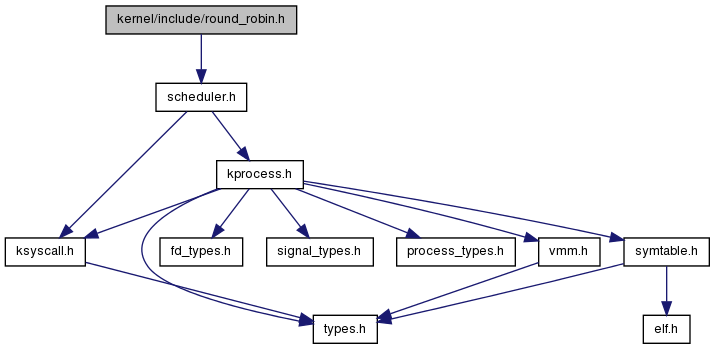 kernel/include/round_robin.h
scheduler.h
kprocess.h
ksyscall.h
fd_types.h
signal_types.h
process_types.h
vmm.h
symtable.h
types.h
elf.h